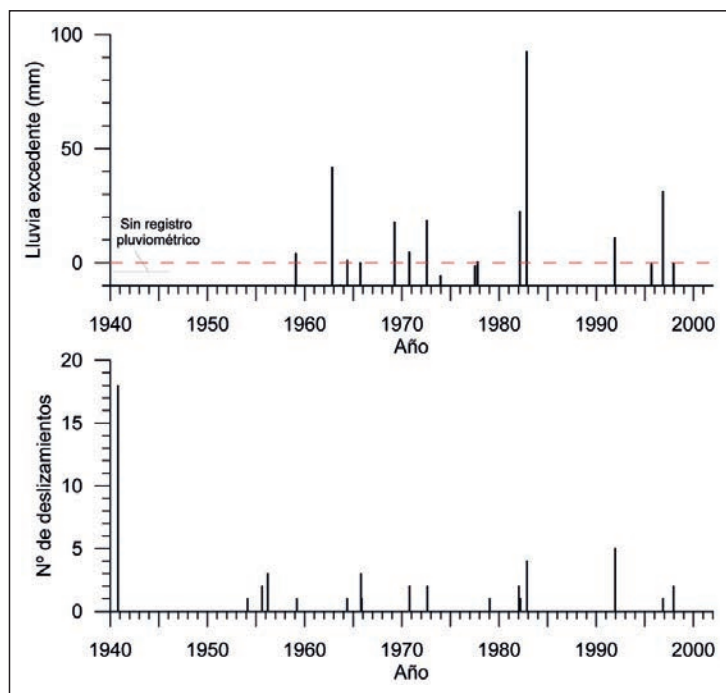 Lluvia excedente (mm)
100
50
0
Sin registro
pluviométrico
1940 1950 1960 1970 1980 1990 2000
Año
Nº de deslizamientos
20
15
10
5
0
1940 1950 1960 1970 1980 1990 2000
Año